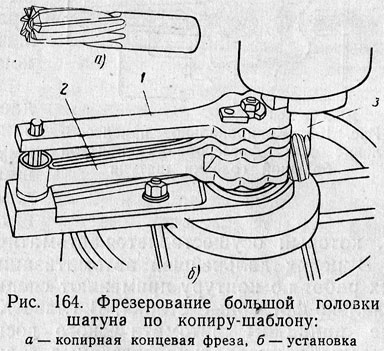 а)
1
2
3
б)
Рис. 164. Фрезерование большой головки
шатуна по копиру-шаблону:
а — копирная концевая фреза, б — установка